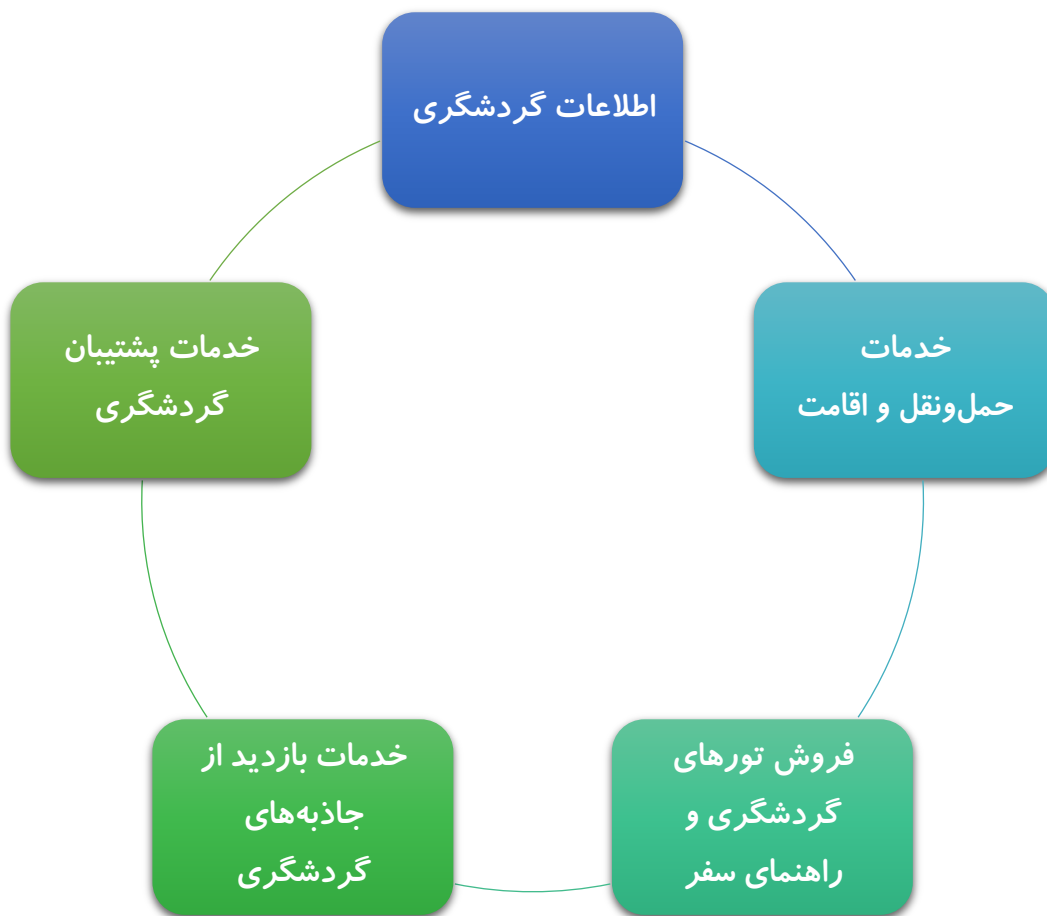 اطلاعات گردشگری
خدمات
حمل‌ونقل و اقامت
فروش تورهای
گردشگری و
راهنمای سفر
خدمات بازدید از
جاذبه‌های
گردشگری
خدمات پشتیبان
گردشگری